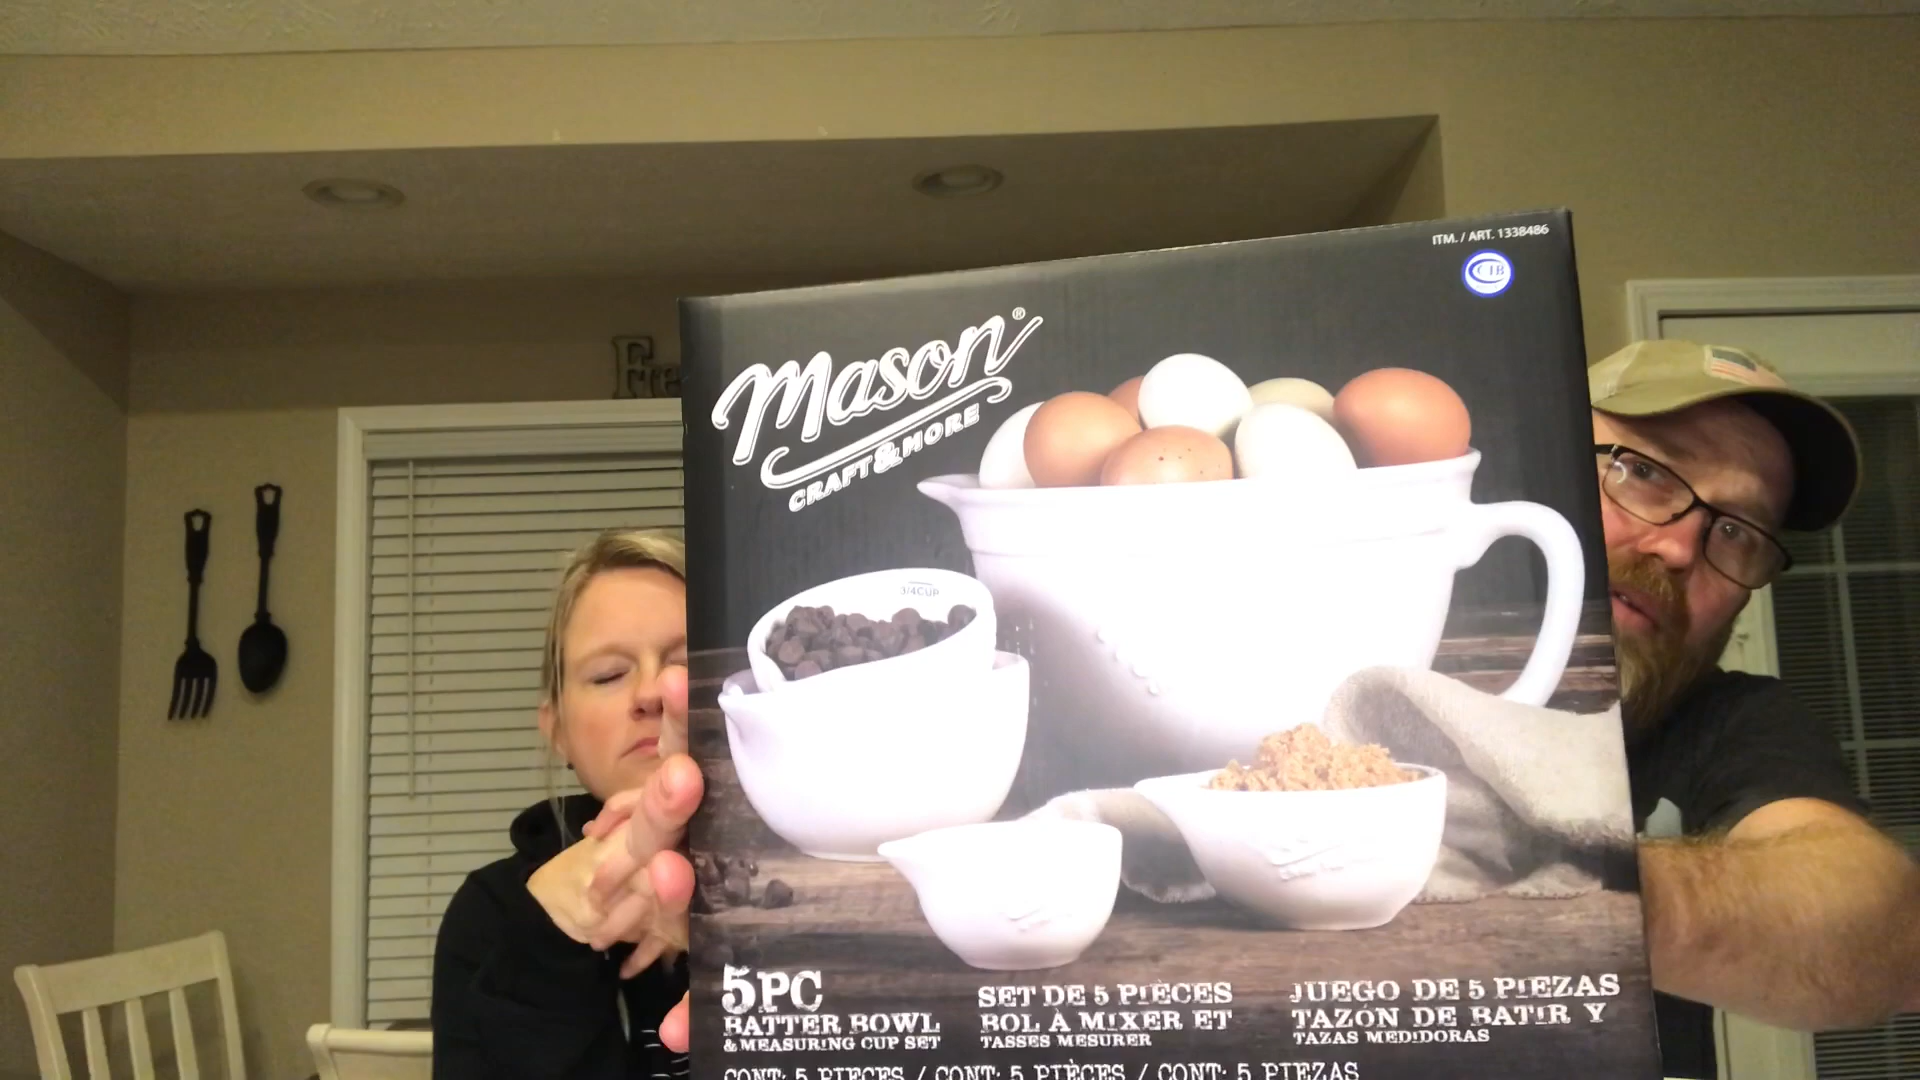 ITM. / ART. 1338486
CIB
Mason®
CRAFT & MORE
3/4CUP
5PC
BATTER BOWL
& MEASURING CUP SET
SET DE 5 PIÈCES
BOL À MIXER ET
TASSES MESURER
JUEGO DE 5 PIEZAS
TAZÓN DE BATIR Y
TAZAS MEDIDORAS
CONT: 5 PIECES / CONT: 5 PIÈCES / CONT: 5 PIEZAS